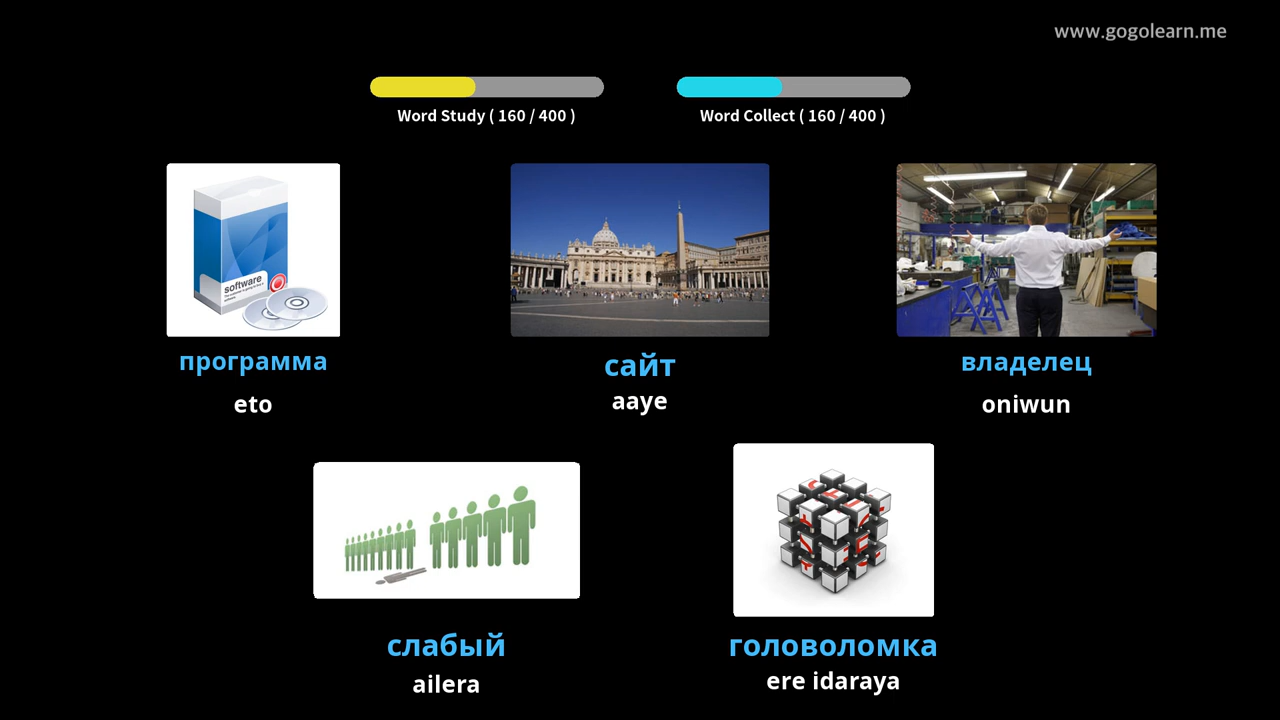 www.gogolearn.me
Word Study ( 160 / 400 )
Word Collect ( 160 / 400 )
software
программа
eto
сайт
aaye
владелец
oniwun
слабый
ailera
головоломка
ere idaraya